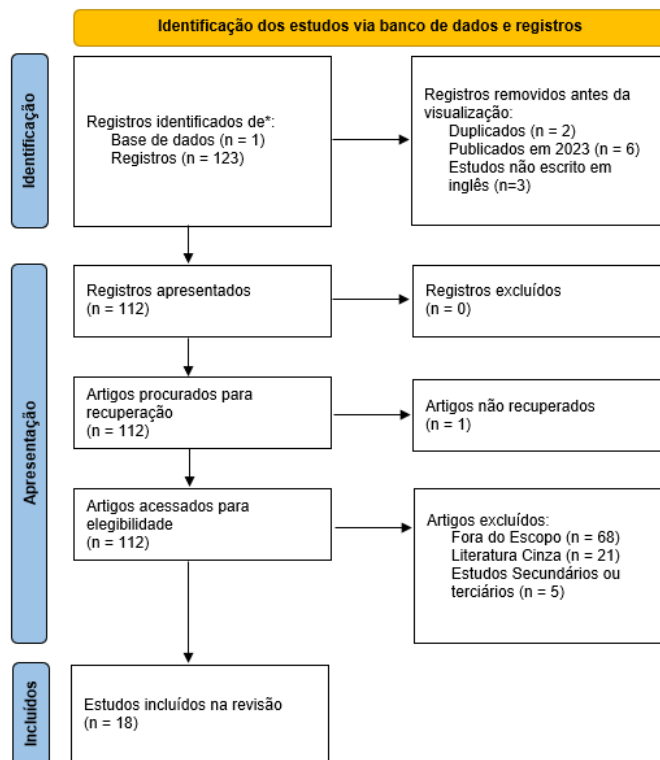 Identificação dos estudos via banco de dados e registros
Identificação
Registros identificados de*:
Base de dados (n = 1)
Registros (n = 123)
Registros removidos antes da
visualização:
Duplicados (n = 2)
Publicados em 2023 (n = 6)
Estudos não escrito em
inglês (n=3)
Apresentação
Registros apresentados
(n = 112)
Registros excluídos
(n = 0)
Artigos procurados para
recuperação
(n = 112)
Artigos não recuperados
(n = 1)
Artigos acessados para
elegibilidade
(n = 112)
Artigos excluídos:
Fora do Escopo (n = 68)
Literatura Cinza (n = 21)
Estudos Secundários ou
terciários (n = 5)
Incluídos
Estudos incluídos na revisão
(n = 18)